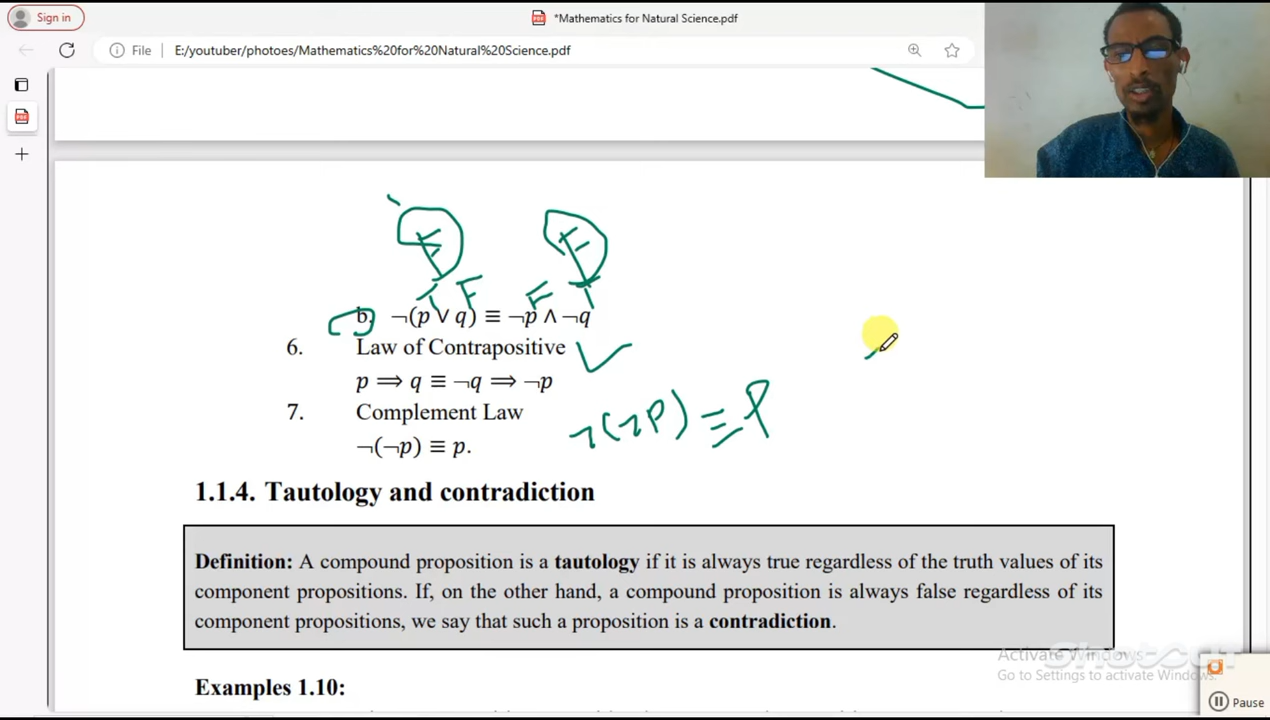 Sign in
*Mathematics for Natural Science.pdf
File | E:/youtuber/photoes/Mathematics%20for%20Natural%20Science.pdf
F F
T F F T
b. ¬(p ∨ q) ≡ ¬p ∧ ¬q
6. Law of Contrapositive
p ⟹ q ≡ ¬q ⟹ ¬p
7. Complement Law
¬(¬p) ≡ p
¬(¬p) ≡ p.
1.1.4. Tautology and contradiction
Definition: A compound proposition is a tautology if it is always true regardless of the truth values of its
component propositions. If, on the other hand, a compound proposition is always false regardless of its
component propositions, we say that such a proposition is a contradiction.
Activate Windows
Go to Settings to activate Windows.
Examples 1.10:
Pause